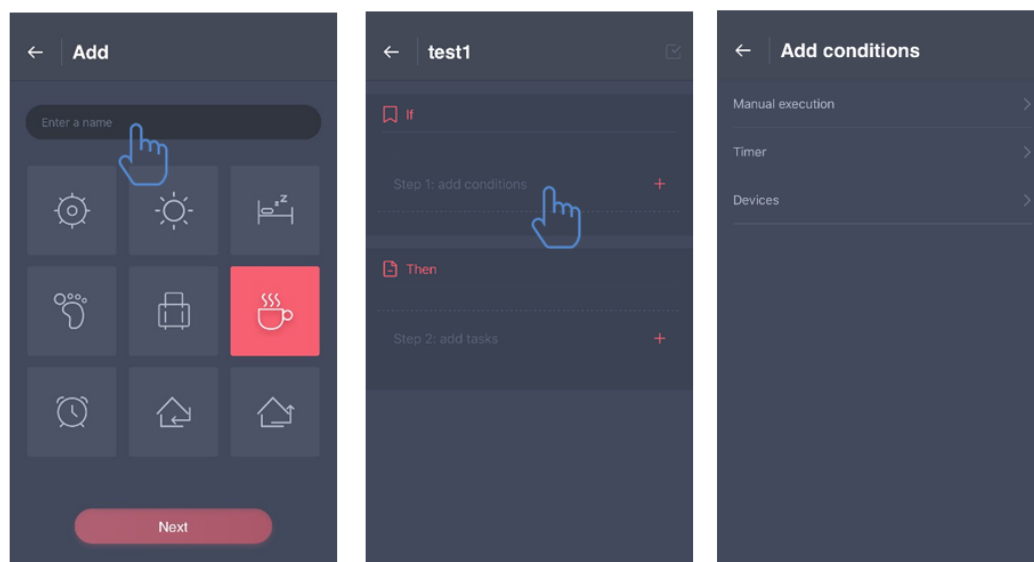 Add
Enter a name
Next
test1
If
Step 1: add conditions
Then
Step 2: add tasks
Add conditions
Manual execution
Timer
Devices